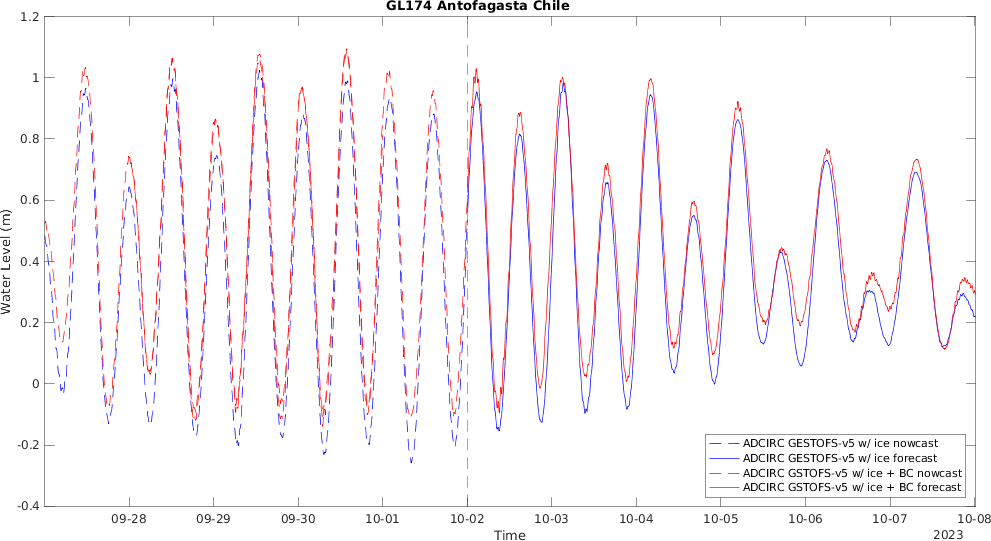 GL174 Antofagasta Chile
1.2
1
0.8
0.6
0.4
0.2
0
-0.2
-0.4
Water Level (m)
ADCIRC GESTOFS-v5 w/ ice nowcast
ADCIRC GESTOFS-v5 w/ ice forecast
ADCIRC GSTOFS-v5 w/ ice + BC nowcast
ADCIRC GSTOFS-v5 w/ ice + BC forecast
09-28 09-29 09-30 10-01 10-02 10-03 10-04 10-05 10-06 10-07 10-08
Time
2023